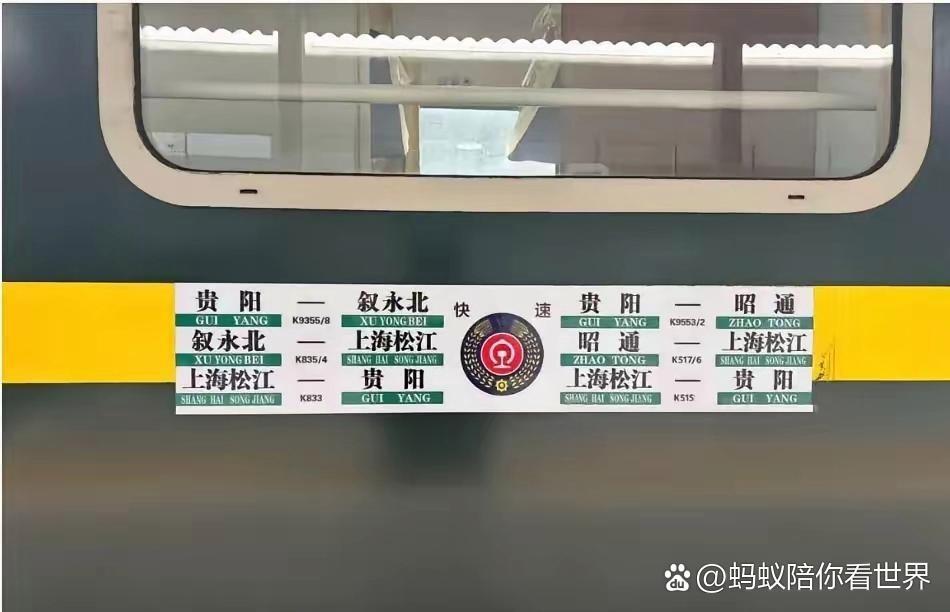 贵阳 — 叙永北 快速 贵阳 — 昭通
GUI YANG K9355/8 XU YONG BEI GUI YANG K9553/2 ZHAO TONG
叙永北 — 上海松江 昭通 — 上海松江
XU YONG BEI K835/4 SHANG HAI SONG JIANG ZHAO TONG K517/6 SHANG HAI SONG JIANG
上海松江 — 贵阳 上海松江 — 贵阳
SHANG HAI SONG JIANG K833 GUI YANG SHANG HAI SONG JIANG K515 GUI YANG
Bai du @蚂蚁陪你看世界